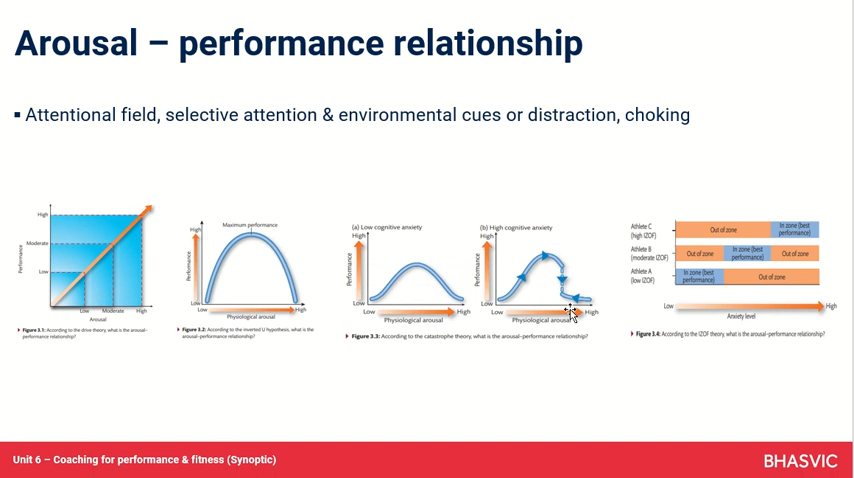 Arousal – performance relationship
▪ Attentional field, selective attention & environmental cues or distraction, choking
High
Moderate
Low
Performance
Low Moderate High
Arousal
Figure 3.1: According to the drive theory, what is the arousal–
performance relationship?
Maximum performance
High
Performance
Low
Low High
Physiological arousal
Figure 3.2: According to the inverted U hypothesis, what is the
arousal–performance relationship?
(a) Low cognitive anxiety
High
Performance
Low
Low High
Physiological arousal
(b) High cognitive anxiety
High
Performance
Low
Low High
Physiological arousal
Figure 3.3: According to the catastrophe theory, what is the arousal–performance relationship?
Athlete C
(high IZOF)
Out of zone
In zone (best
performance)
Athlete B
(moderate IZOF)
Out of zone
In zone (best
performance)
Out of zone
Athlete A
(low IZOF)
In zone (best
performance)
Out of zone
Low High
Anxiety level
Figure 3.4: According to the IZOF theory, what is the arousal–performance relationship?
Unit 6 – Coaching for performance & fitness (Synoptic)
BHASVIC